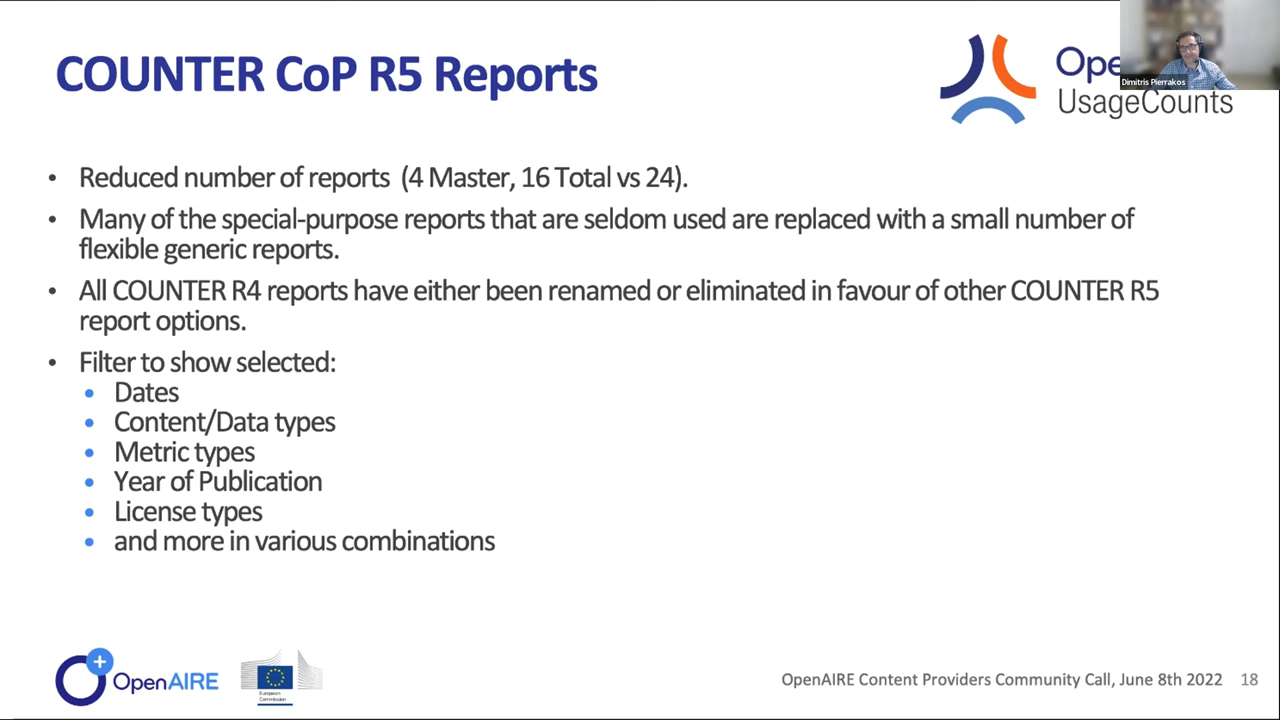 COUNTER CoP R5 Reports
Ope
UsageCounts
Dimitris Pierrakos
• Reduced number of reports (4 Master, 16 Total vs 24).
• Many of the special-purpose reports that are seldom used are replaced with a small number of
flexible generic reports.
• All COUNTER R4 reports have either been renamed or eliminated in favour of other COUNTER R5
report options.
• Filter to show selected:
• Dates
• Content/Data types
• Metric types
• Year of Publication
• License types
• and more in various combinations
OpenAIRE
European
Commission
OpenAIRE Content Providers Community Call, June 8th 2022 18